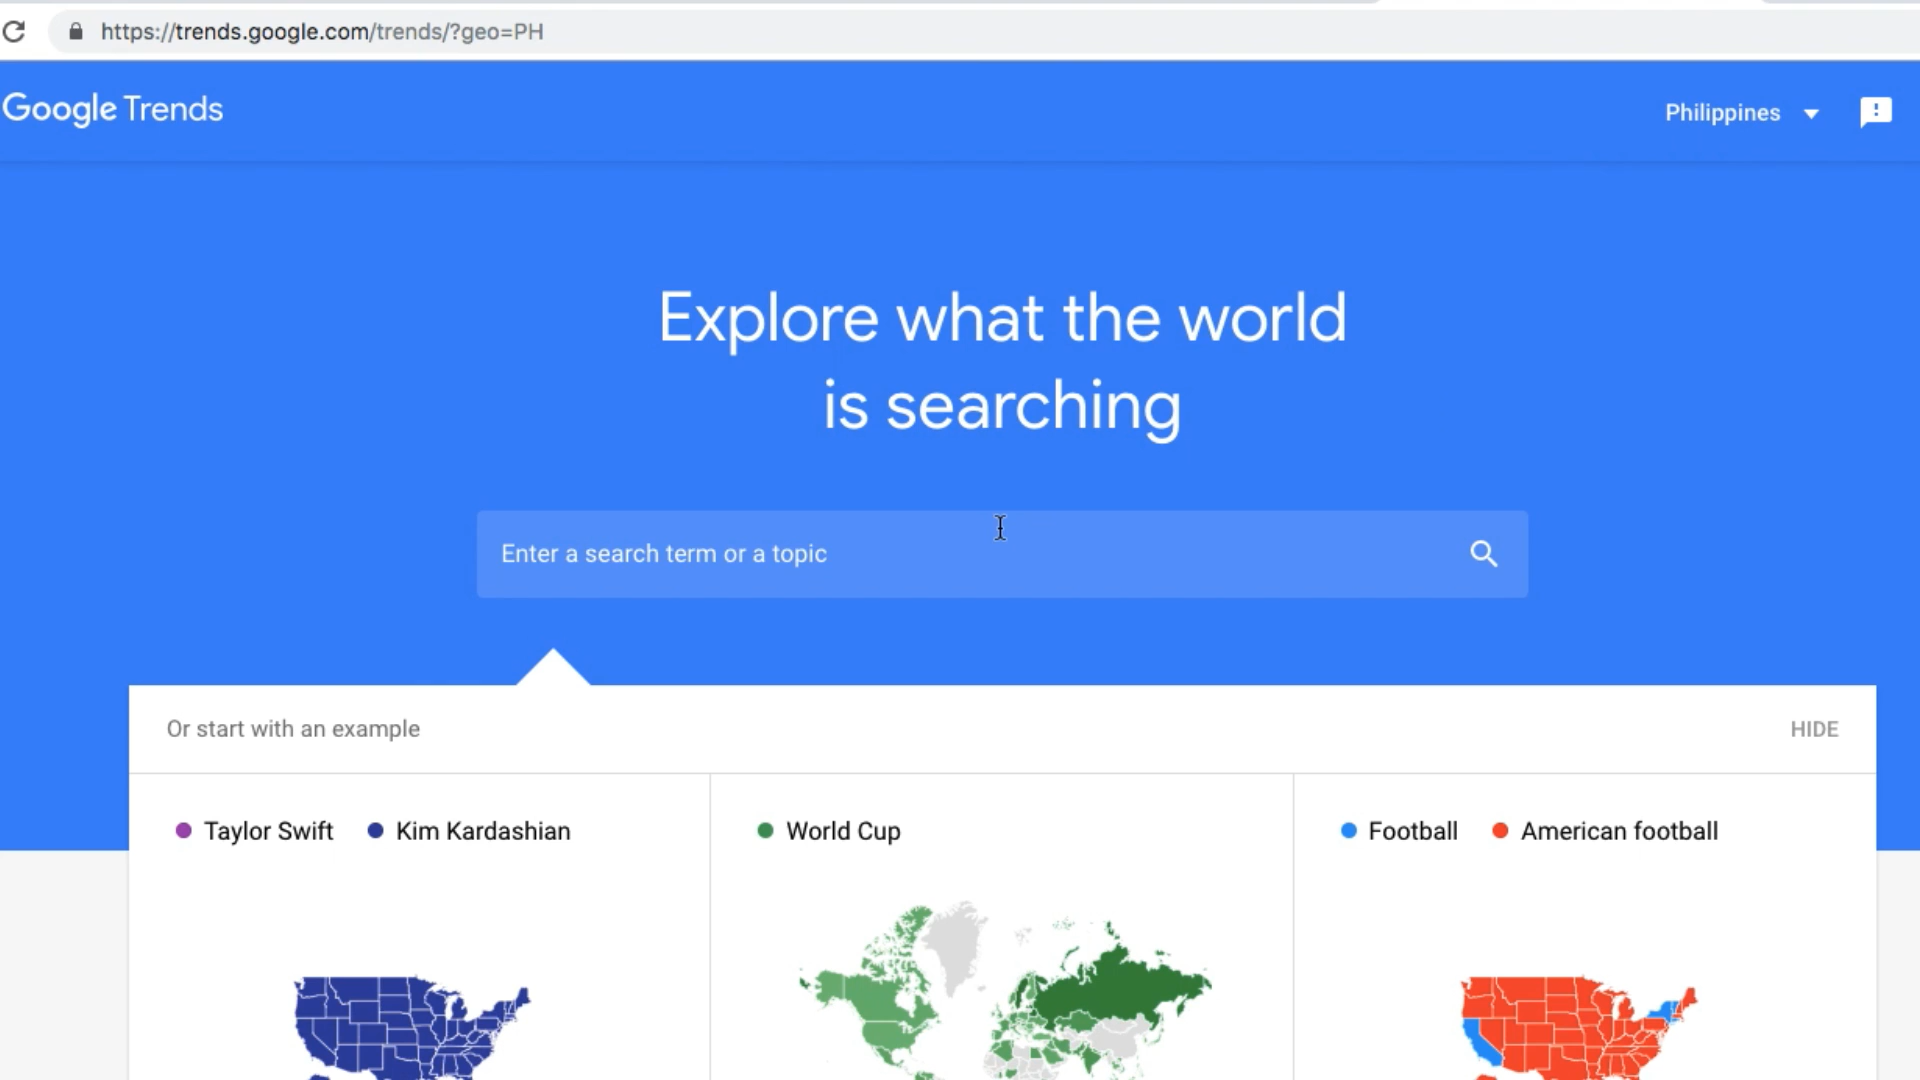 https://trends.google.com/trends/?geo=PH
Google Trends
Philippines
Explore what the world
is searching
Enter a search term or a topic
Or start with an example
HIDE
Taylor Swift Kim Kardashian
World Cup
Football American football